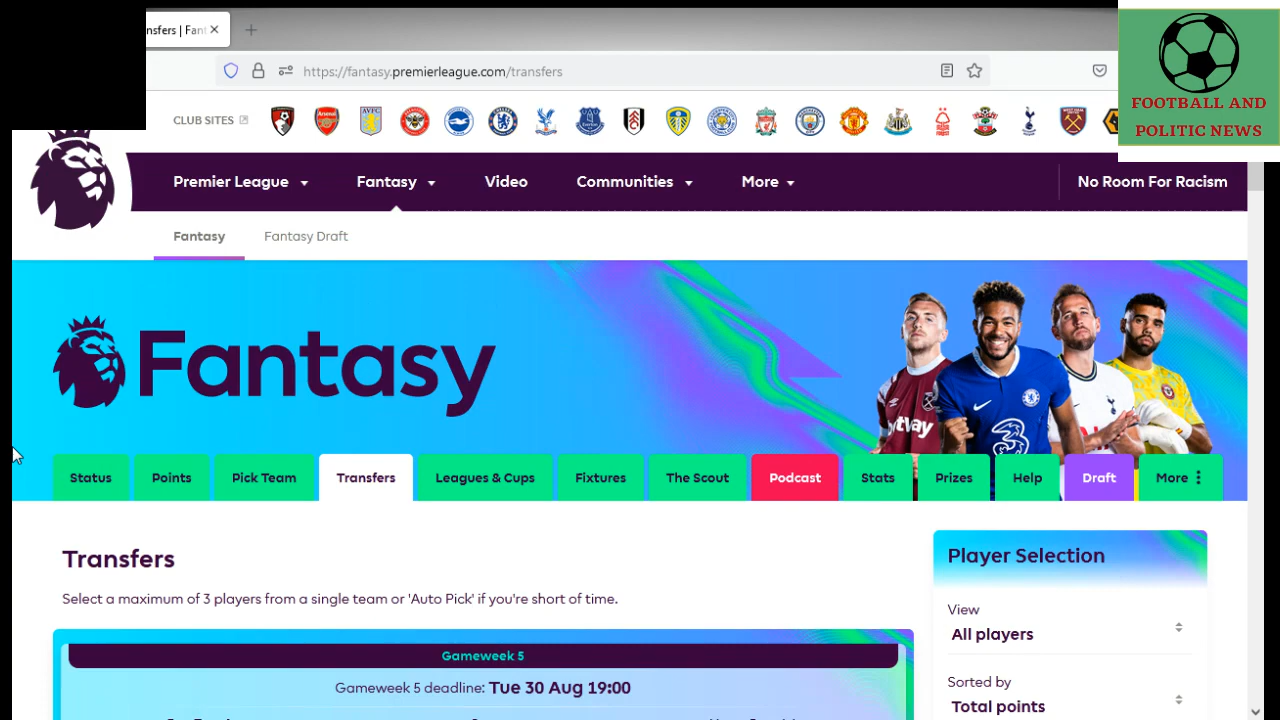 nsfers | Fant
https://fantasy.premierleague.com/transfers
FOOTBALL AND
POLITIC NEWS
CLUB SITES
Premier League
Fantasy
Video
Communities
More
No Room For Racism
Fantasy
Fantasy Draft
Fantasy
Status
Points
Pick Team
Transfers
Leagues & Cups
Fixtures
The Scout
Podcast
Stats
Prizes
Help
Draft
More
Transfers
Select a maximum of 3 players from a single team or 'Auto Pick' if you're short of time.
Gameweek 5
Gameweek 5 deadline: Tue 30 Aug 19:00
Player Selection
View
All players
Sorted by
Total points